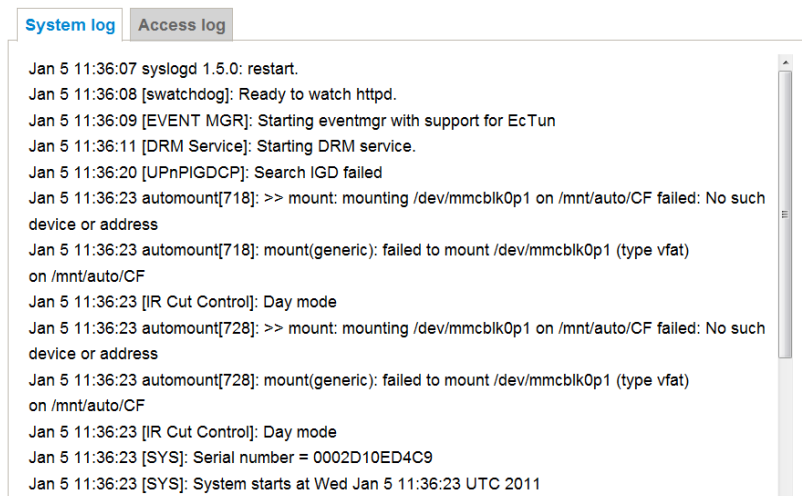 System log
Access log
Jan 5 11:36:07 syslogd 1.5.0: restart.
Jan 5 11:36:08 [swatchdog]: Ready to watch httpd.
Jan 5 11:36:09 [EVENT MGR]: Starting eventmgr with support for EcTun
Jan 5 11:36:11 [DRM Service]: Starting DRM service.
Jan 5 11:36:20 [UPnPIGDCP]: Search IGD failed
Jan 5 11:36:23 automount[718]: >> mount: mounting /dev/mmcblk0p1 on /mnt/auto/CF failed: No such
device or address
Jan 5 11:36:23 automount[718]: mount(generic): failed to mount /dev/mmcblk0p1 (type vfat)
on /mnt/auto/CF
Jan 5 11:36:23 [IR Cut Control]: Day mode
Jan 5 11:36:23 automount[728]: >> mount: mounting /dev/mmcblk0p1 on /mnt/auto/CF failed: No such
device or address
Jan 5 11:36:23 automount[728]: mount(generic): failed to mount /dev/mmcblk0p1 (type vfat)
on /mnt/auto/CF
Jan 5 11:36:23 [IR Cut Control]: Day mode
Jan 5 11:36:23 [SYS]: Serial number = 0002D10ED4C9
Jan 5 11:36:23 [SYS]: System starts at Wed Jan 5 11:36:23 UTC 2011